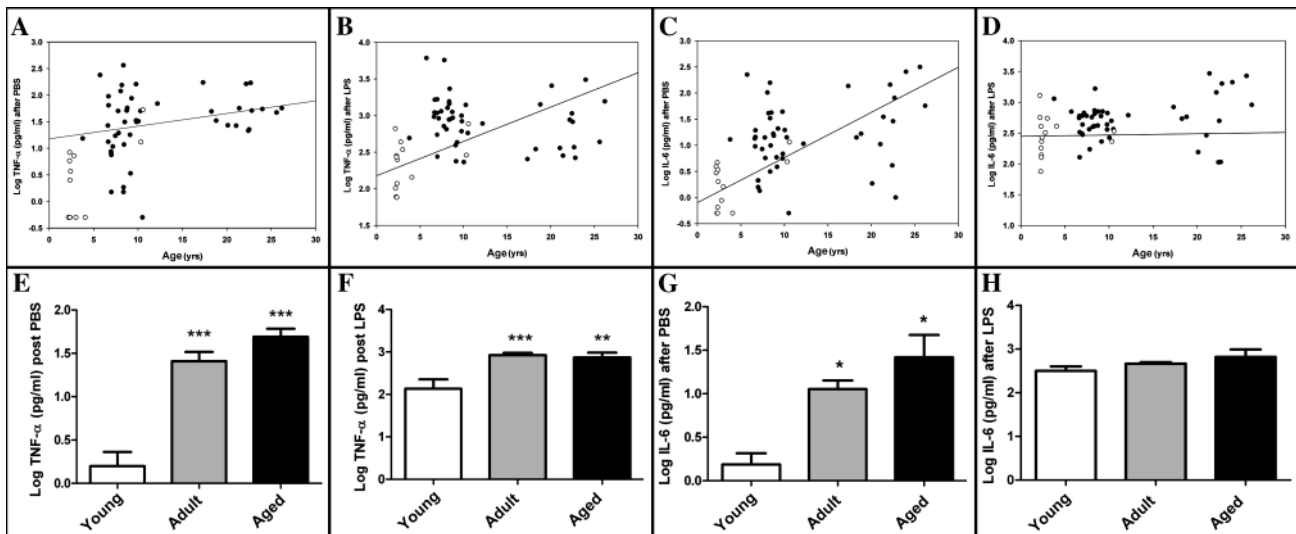 A
Log TNF-α (pg/ml) after PBS
3.0
2.5
2.0
1.5
1.0
0.5
0.0
-0.5
0 5 10 15 20 25 30
Age (yrs)
B
Log TNF-α (pg/ml) after LPS
4.0
3.5
3.0
2.5
2.0
1.5
0 5 10 15 20 25 30
Age (yrs)
C
Log IL-6 (pg/ml) after PBS
3.0
2.5
2.0
1.5
1.0
0.5
0.0
-0.5
0 5 10 15 20 25 30
Age (yrs)
D
Log IL-6 (pg/ml) after LPS
4.0
3.5
3.0
2.5
2.0
1.5
1.0
0 5 10 15 20 25 30
Age (yrs)
E
Log TNF-α (pg/ml) post PBS
2.0
1.5
1.0
0.5
0.0
***
***
Young
Adult
Aged
F
Log TNF-α (pg/ml) post LPS
4
3
2
1
0
***
**
Young
Adult
Aged
G
Log IL-6 (pg/ml) after PBS
2.0
1.5
1.0
0.5
0.0
*
*
Young
Adult
Aged
H
Log IL-6 (pg/ml) after LPS
4
3
2
1
0
Young
Adult
Aged